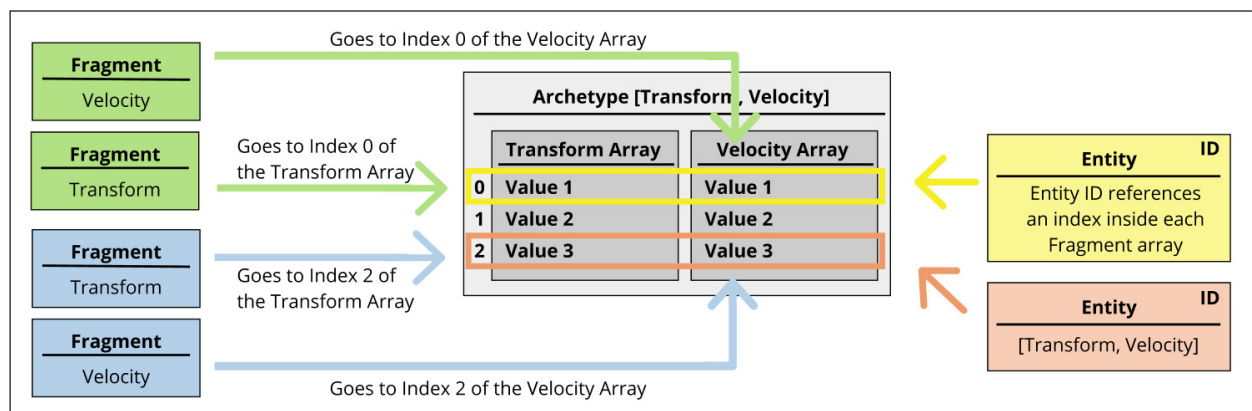 Fragment
Velocity
Fragment
Transform
Fragment
Transform
Fragment
Velocity
Goes to Index 0 of the Velocity Array
Goes to Index 0 of
the Transform Array
Goes to Index 2 of
the Transform Array
Goes to Index 2 of the Velocity Array
Archetype [Transform, Velocity]
Transform Array Velocity Array
0 Value 1 Value 1
1 Value 2 Value 2
2 Value 3 Value 3
ID
Entity
Entity ID references
an index inside each
Fragment array
ID
Entity
[Transform, Velocity]